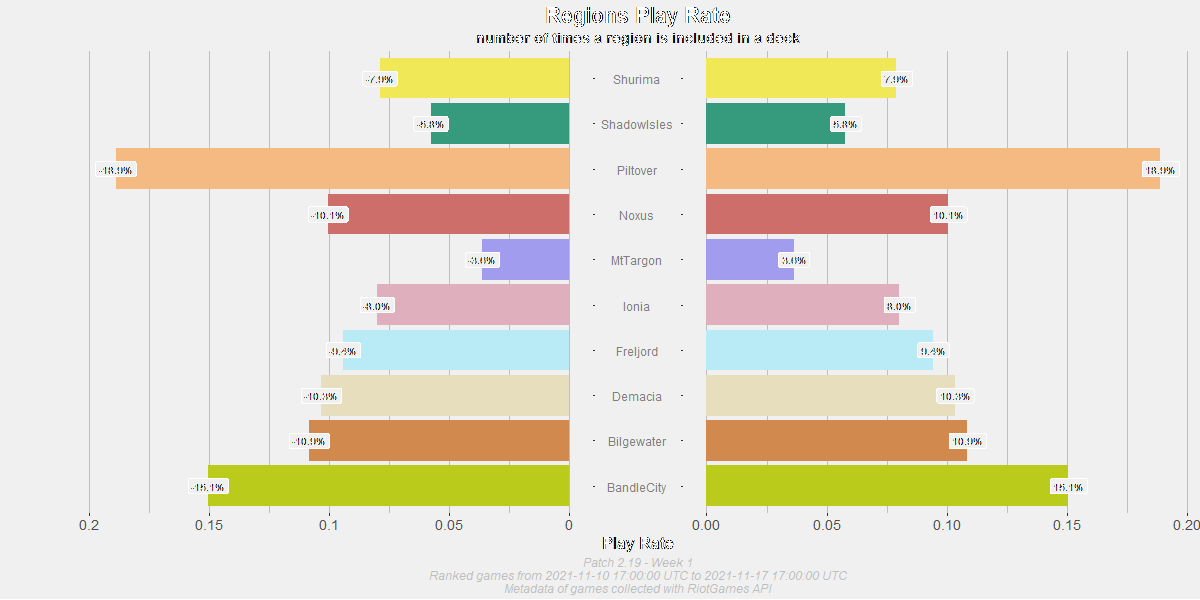 Regions Play Rate
number of times a region is included in a deck
-7.9% - Shurima - 7.9%
-5.8% - ShadowIsles - 5.8%
-18.9% Piltover 18.9%
-10.1% - Noxus - 10.1%
- MtTargon -
-8.0% - Ionia - 8.0%
-9.4% - Freljord - 9.4%
-10.3% - Demacia - 10.3%
-10.9% - Bilgewater - 10.9%
-15.1% - BandleCity - 15.1%
0.2 0.15 0.1 0.05 0 0.00 0.05 0.10 0.15 0.20
Play Rate
Patch 2.19 - Week 1
Ranked games from 2021-11-10 17:00:00 UTC to 2021-11-17 17:00:00 UTC
Metadata of games collected with RiotGames API